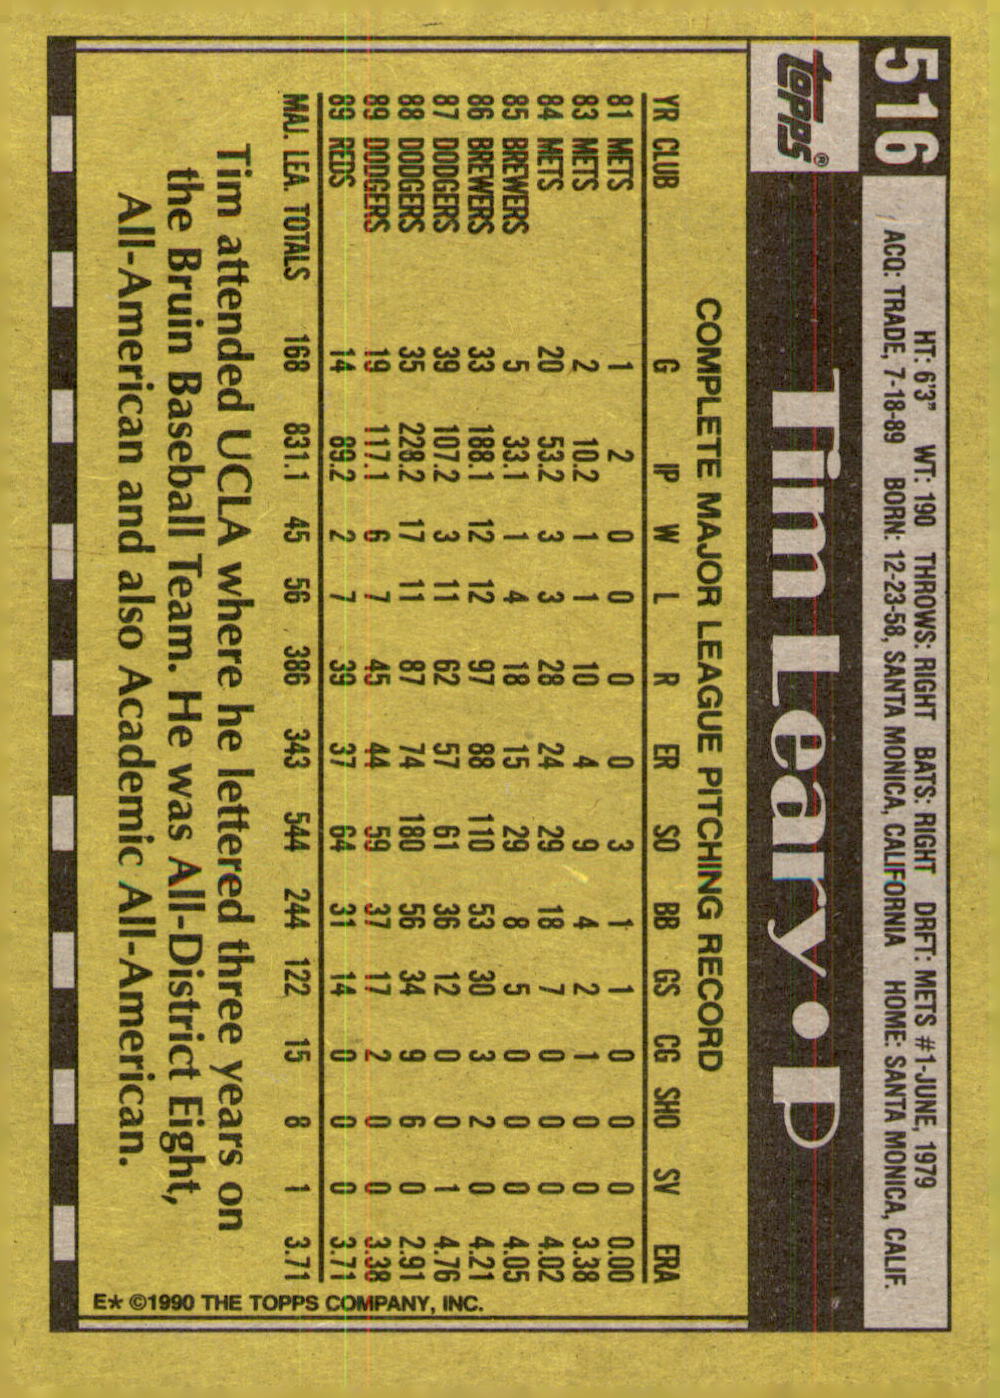 516
HT: 6'3" WT: 190 THROWS: RIGHT BATS: RIGHT DRFT: METS #1-JUNE, 1979
ACQ: TRADE, 7-18-89 BORN: 12-23-58, SANTA MONICA, CALIFORNIA HOME: SANTA MONICA, CALIF.
Topps® Tim Leary • P
COMPLETE MAJOR LEAGUE PITCHING RECORD
YR CLUB G IP W L R ER SO BB GS CG SHO SV ERA
81 METS 1 2 0 0 0 0 3 1 1 0 0 0 0.00
83 METS 2 10.2 1 1 10 4 9 4 2 1 0 0 3.38
84 METS 20 53.2 3 3 28 24 29 18 7 0 0 0 4.02
85 BREWERS 5 33.1 1 4 18 15 29 8 5 0 0 0 4.05
86 BREWERS 33 188.1 12 12 97 88 110 53 30 3 2 0 4.21
87 DODGERS 39 107.2 3 11 62 57 61 36 12 0 0 1 4.76
88 DODGERS 35 228.2 17 11 87 74 180 56 34 9 6 0 2.91
89 DODGERS 19 117.1 6 7 45 44 59 37 17 2 0 0 3.38
89 REDS 14 89.2 2 7 39 37 64 31 14 0 0 0 3.71
MAJ. LEA. TOTALS 168 831.1 45 56 386 343 544 244 122 15 8 1 3.71
Tim attended UCLA where he lettered three years on
the Bruin Baseball Team. He was All-District Eight,
All-American and also Academic All-American.
E* ©1990 THE TOPPS COMPANY, INC.